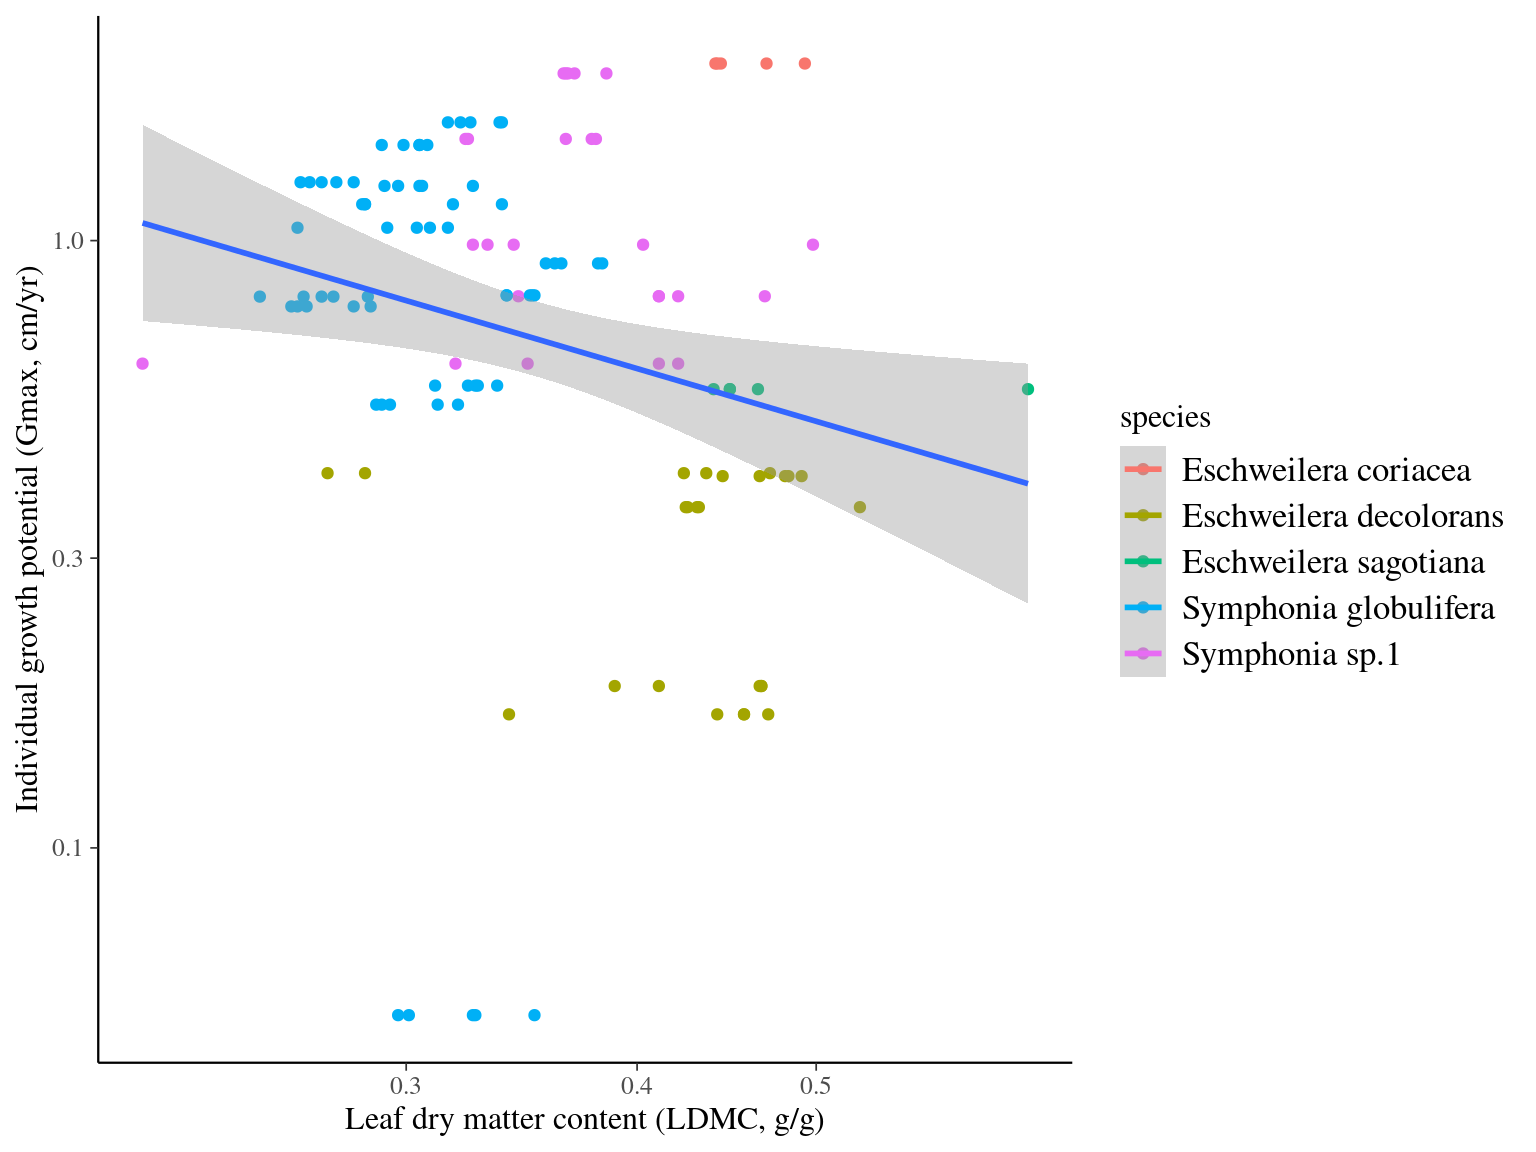 Individual growth potential (Gmax, cm/yr)
1.0
0.3
0.1
0.3 0.4 0.5
Leaf dry matter content (LDMC, g/g)
species
Eschweilera coriacea
Eschweilera decolorans
Eschweilera sagotiana
Symphonia globulifera
Symphonia sp.1